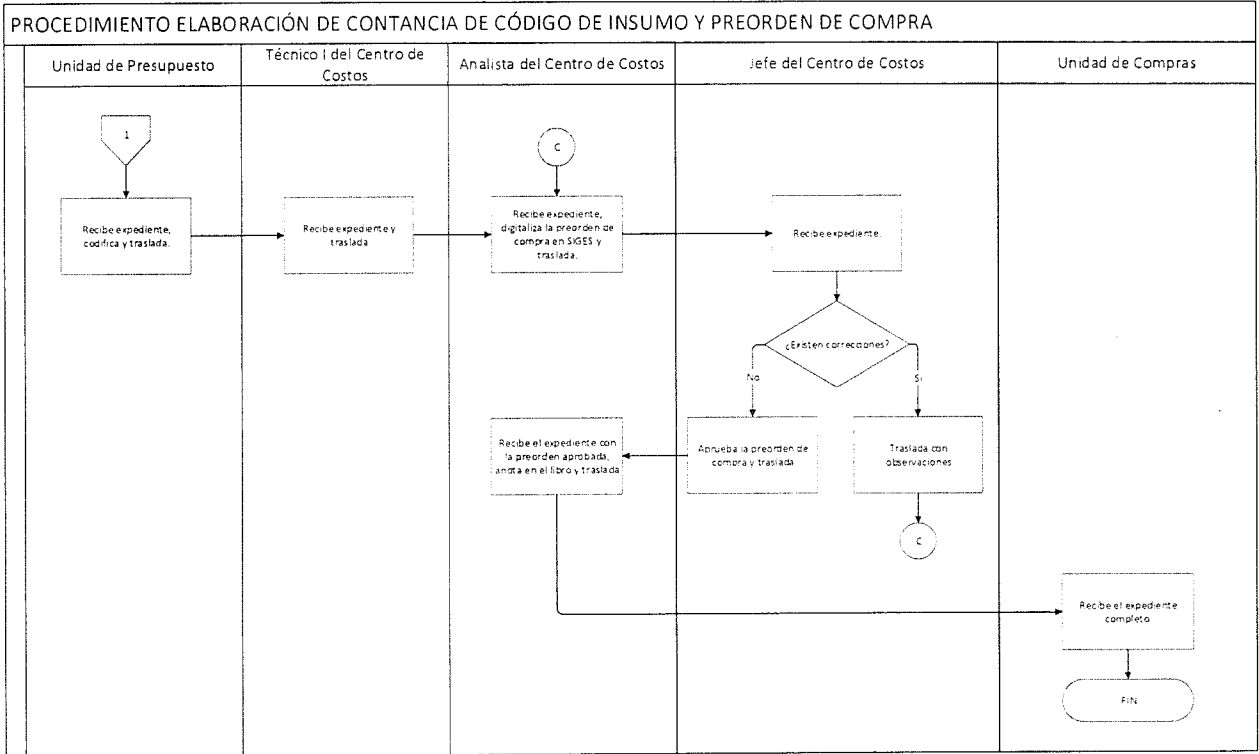 PROCEDIMIENTO ELABORACIÓN DE CONTANCIA DE CÓDIGO DE INSUMO Y PREORDEN DE COMPRA
Unidad de Presupuesto
Técnico I del Centro de
Costos
Analista del Centro de Costos
Jefe del Centro de Costos
Unidad de Compras
1
C
Recibe expediente,
codifica y traslada.
Recibe expediente y
traslada
Recibe expediente,
digitaliza la preorden de
compra en SIGES y
traslada.
Recibe expediente.
¿Existen correcciones?
No
Si
Recibe el expediente con
la preorden aprobada,
anota en el libro y traslada
Aprueba la preorden de
compra y traslada
Traslada con
observaciones
C
Recibe el expediente
completo
FIN